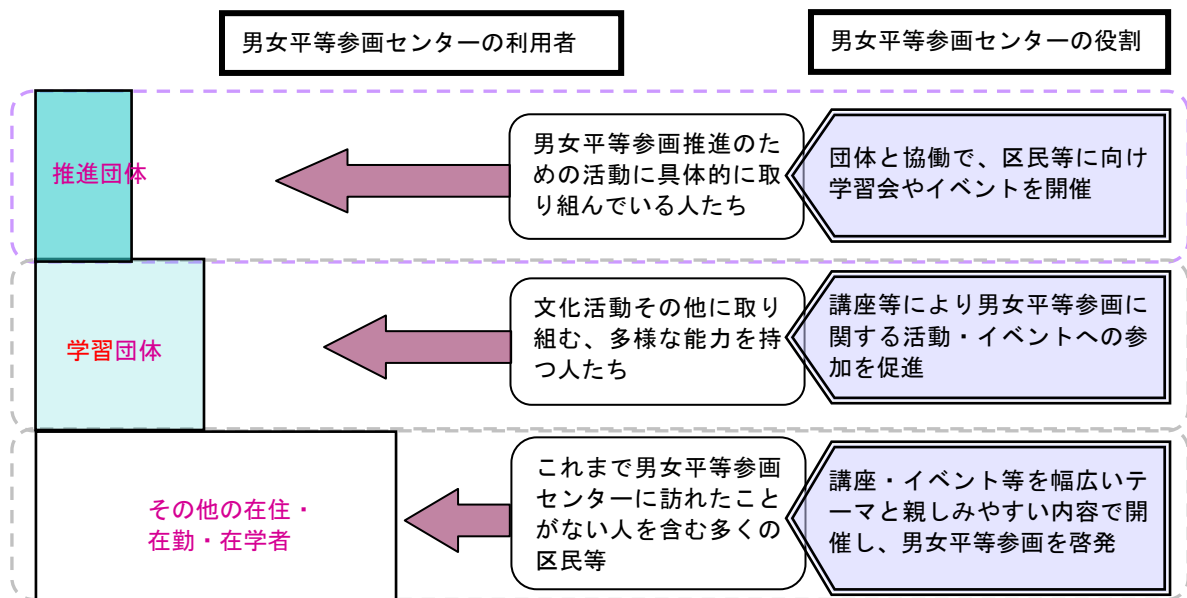 男女平等参画センターの利用者
男女平等参画センターの役割
推進団体
男女平等参画推進のた
めの活動に具体的に取
り組んでいる人たち
団体と協働で、区民等に向け
学習会やイベントを開催
学習団体
文化活動その他に取り
組む、多様な能力を持
つ人たち
講座等により男女平等参画に
関する活動・イベントへの参
加を促進
その他の在住・
在勤・在学者
これまで男女平等参画
センターに訪れたこと
がない人を含む多くの
区民等
講座・イベント等を幅広いテ
ーマと親しみやすい内容で開
催し、男女平等参画を啓発